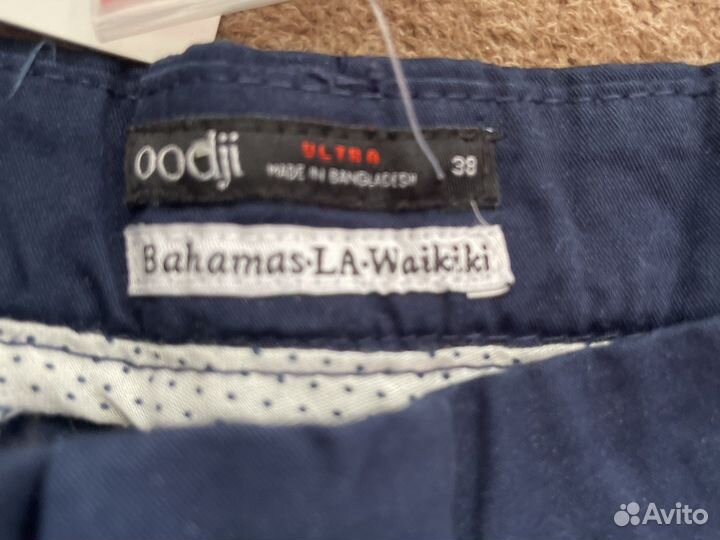 oodji
ULTRA
MADE IN BANGLADESH
38
Bahamas·LA·Waikiki
Avito